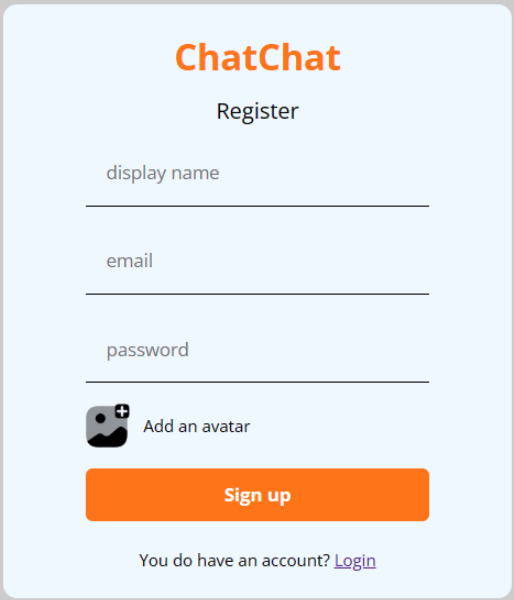 ChatChat
Register
display name
email
password
Add an avatar
Sign up
You do have an account? Login